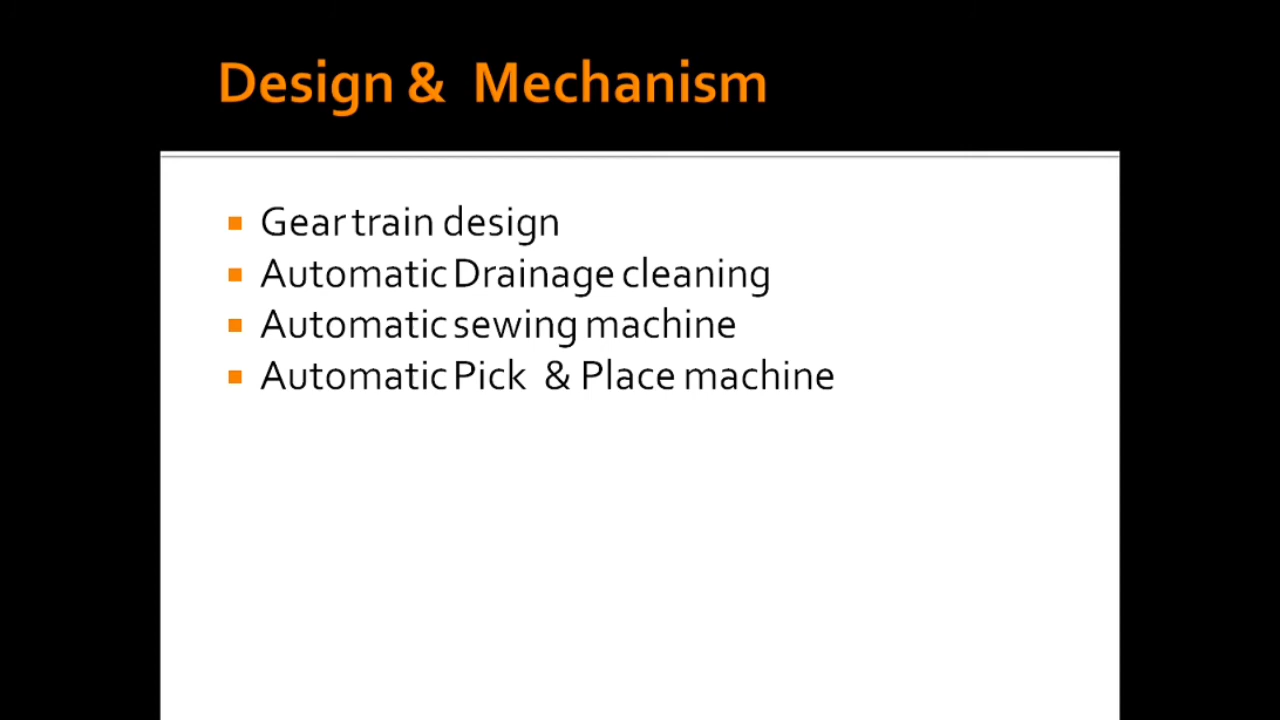 Design & Mechanism
Gear train design
Automatic Drainage cleaning
Automatic sewing machine
Automatic Pick & Place machine